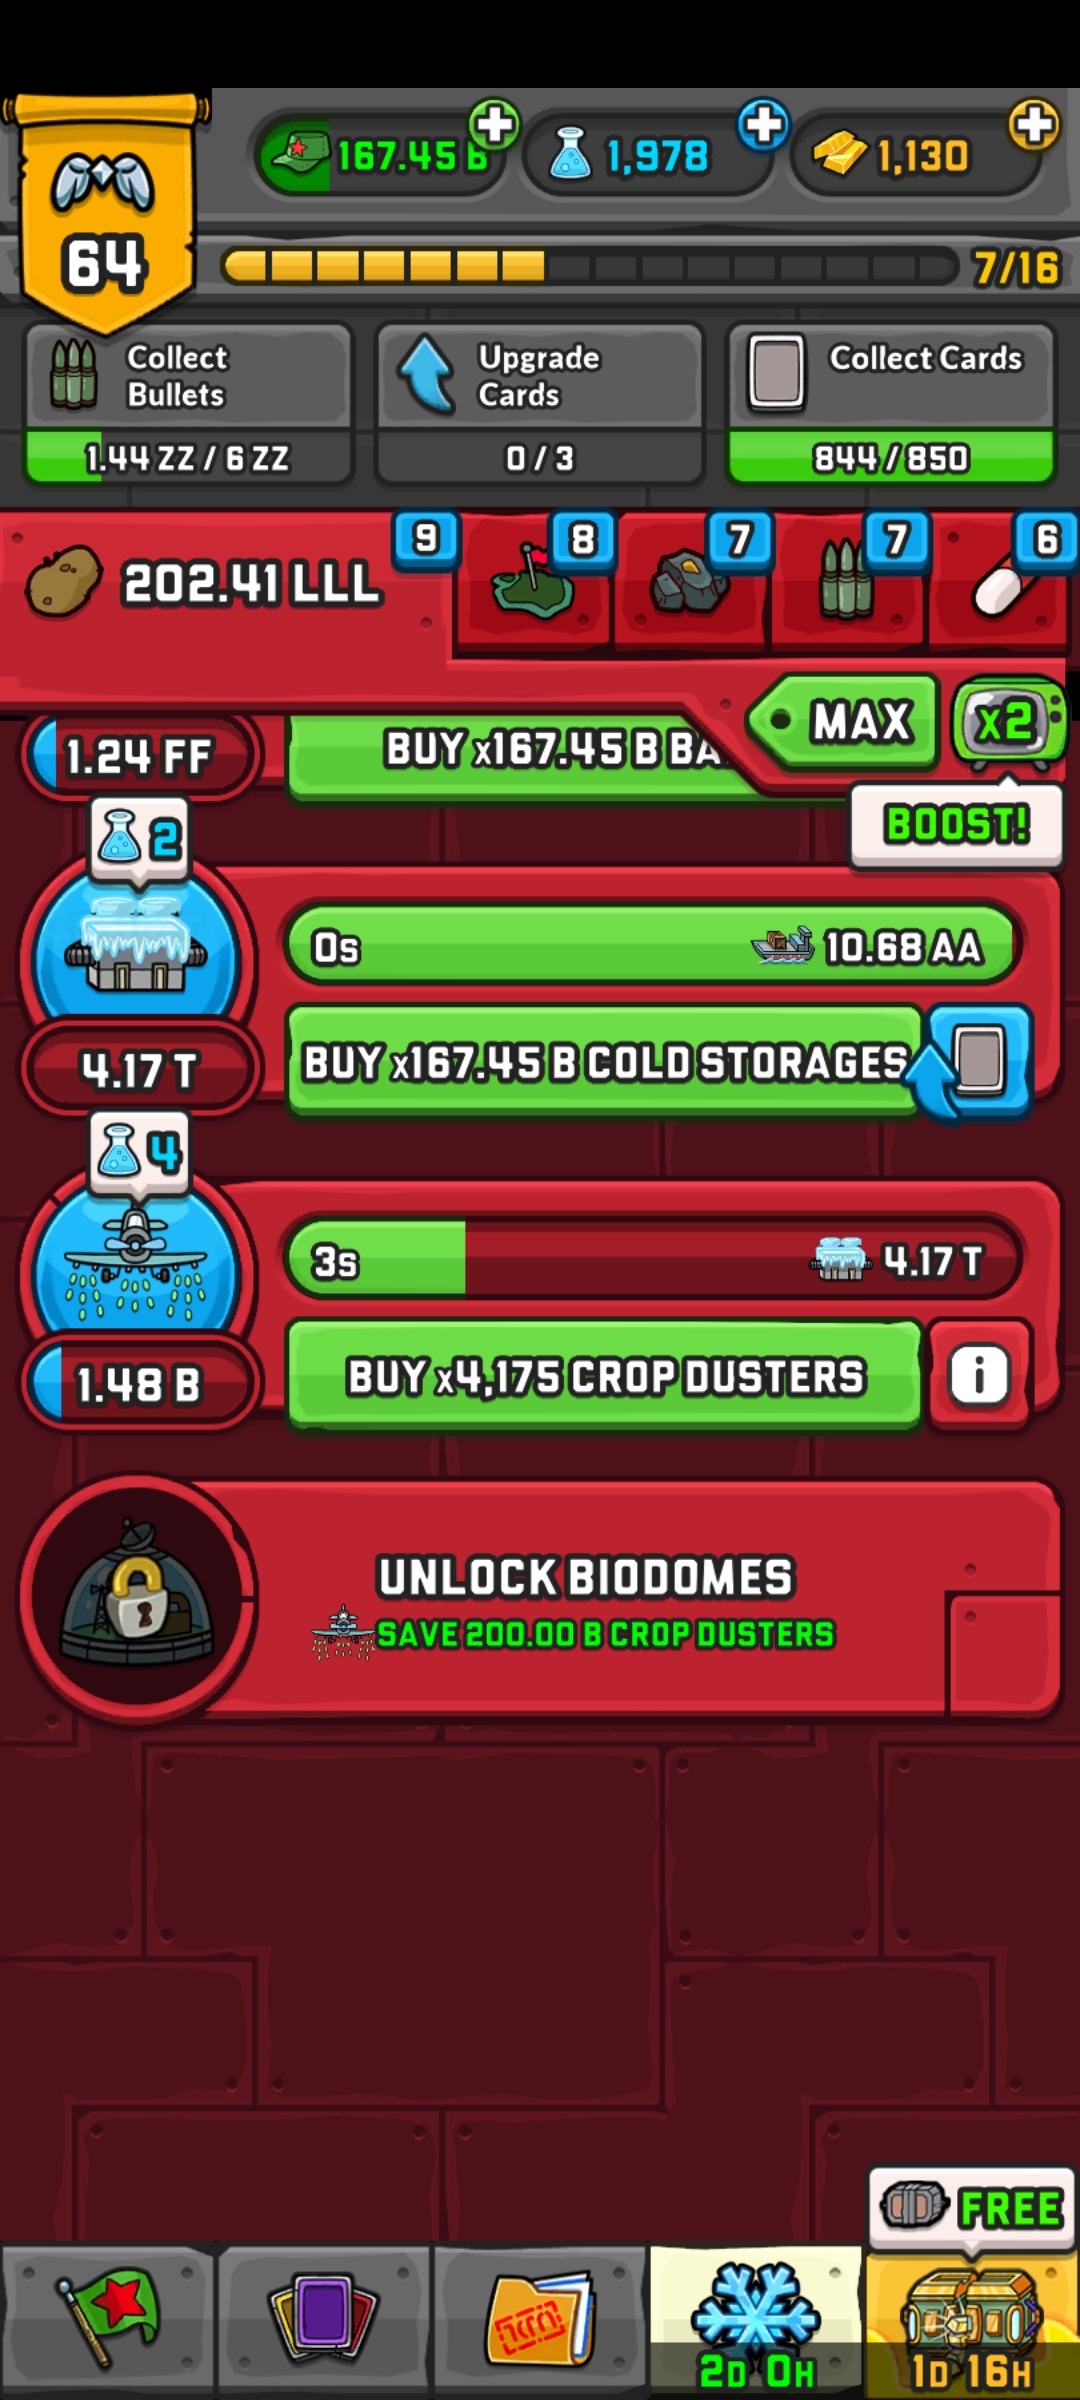 167.45 B
1,978
1,130
64
7/16
Collect
Bullets
Upgrade
Cards
Collect Cards
1.44 ZZ / 6 ZZ
0 / 3
844 / 850
9
8
7
7
6
202.41 LLL
MAX
x2
1.24 FF
BUY x167.45 B
BOOST!
2
0s
10.68 AA
4.17 T
BUY x167.45 B COLD STORAGES
4
3s
4.17 T
1.48 B
BUY x4,175 CROP DUSTERS
i
UNLOCK BIODOMES
SAVE 200.00 B CROP DUSTERS
FREE
2D 0H
1D 16H